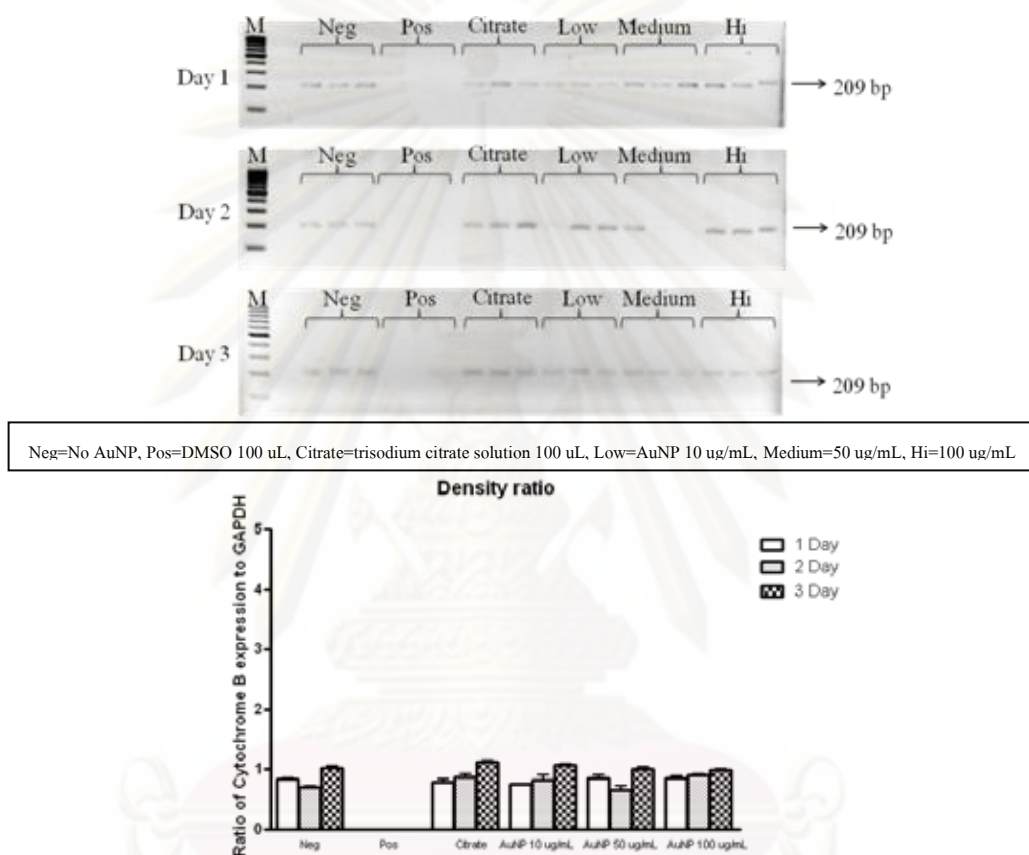 M Neg Pos Citrate Low Medium Hi
Day 1
209 bp
M Neg Pos Citrate Low Medium Hi
Day 2
209 bp
M Neg Pos Citrate Low Medium Hi
Day 3
209 bp
Neg=No AuNP, Pos=DMSO 100 uL, Citrate=trisodium citrate solution 100 uL, Low=AuNP 10 ug/mL, Medium=50 ug/mL, Hi=100 ug/mL
Density ratio
Ratio of Cytochrome B expression to GAPDH
5
4
3
2
1
0
Neg Pos Citrate AuNP 10 ug/mL AuNP 50 ug/mL AuNP 100 ug/mL
1 Day
2 Day
3 Day